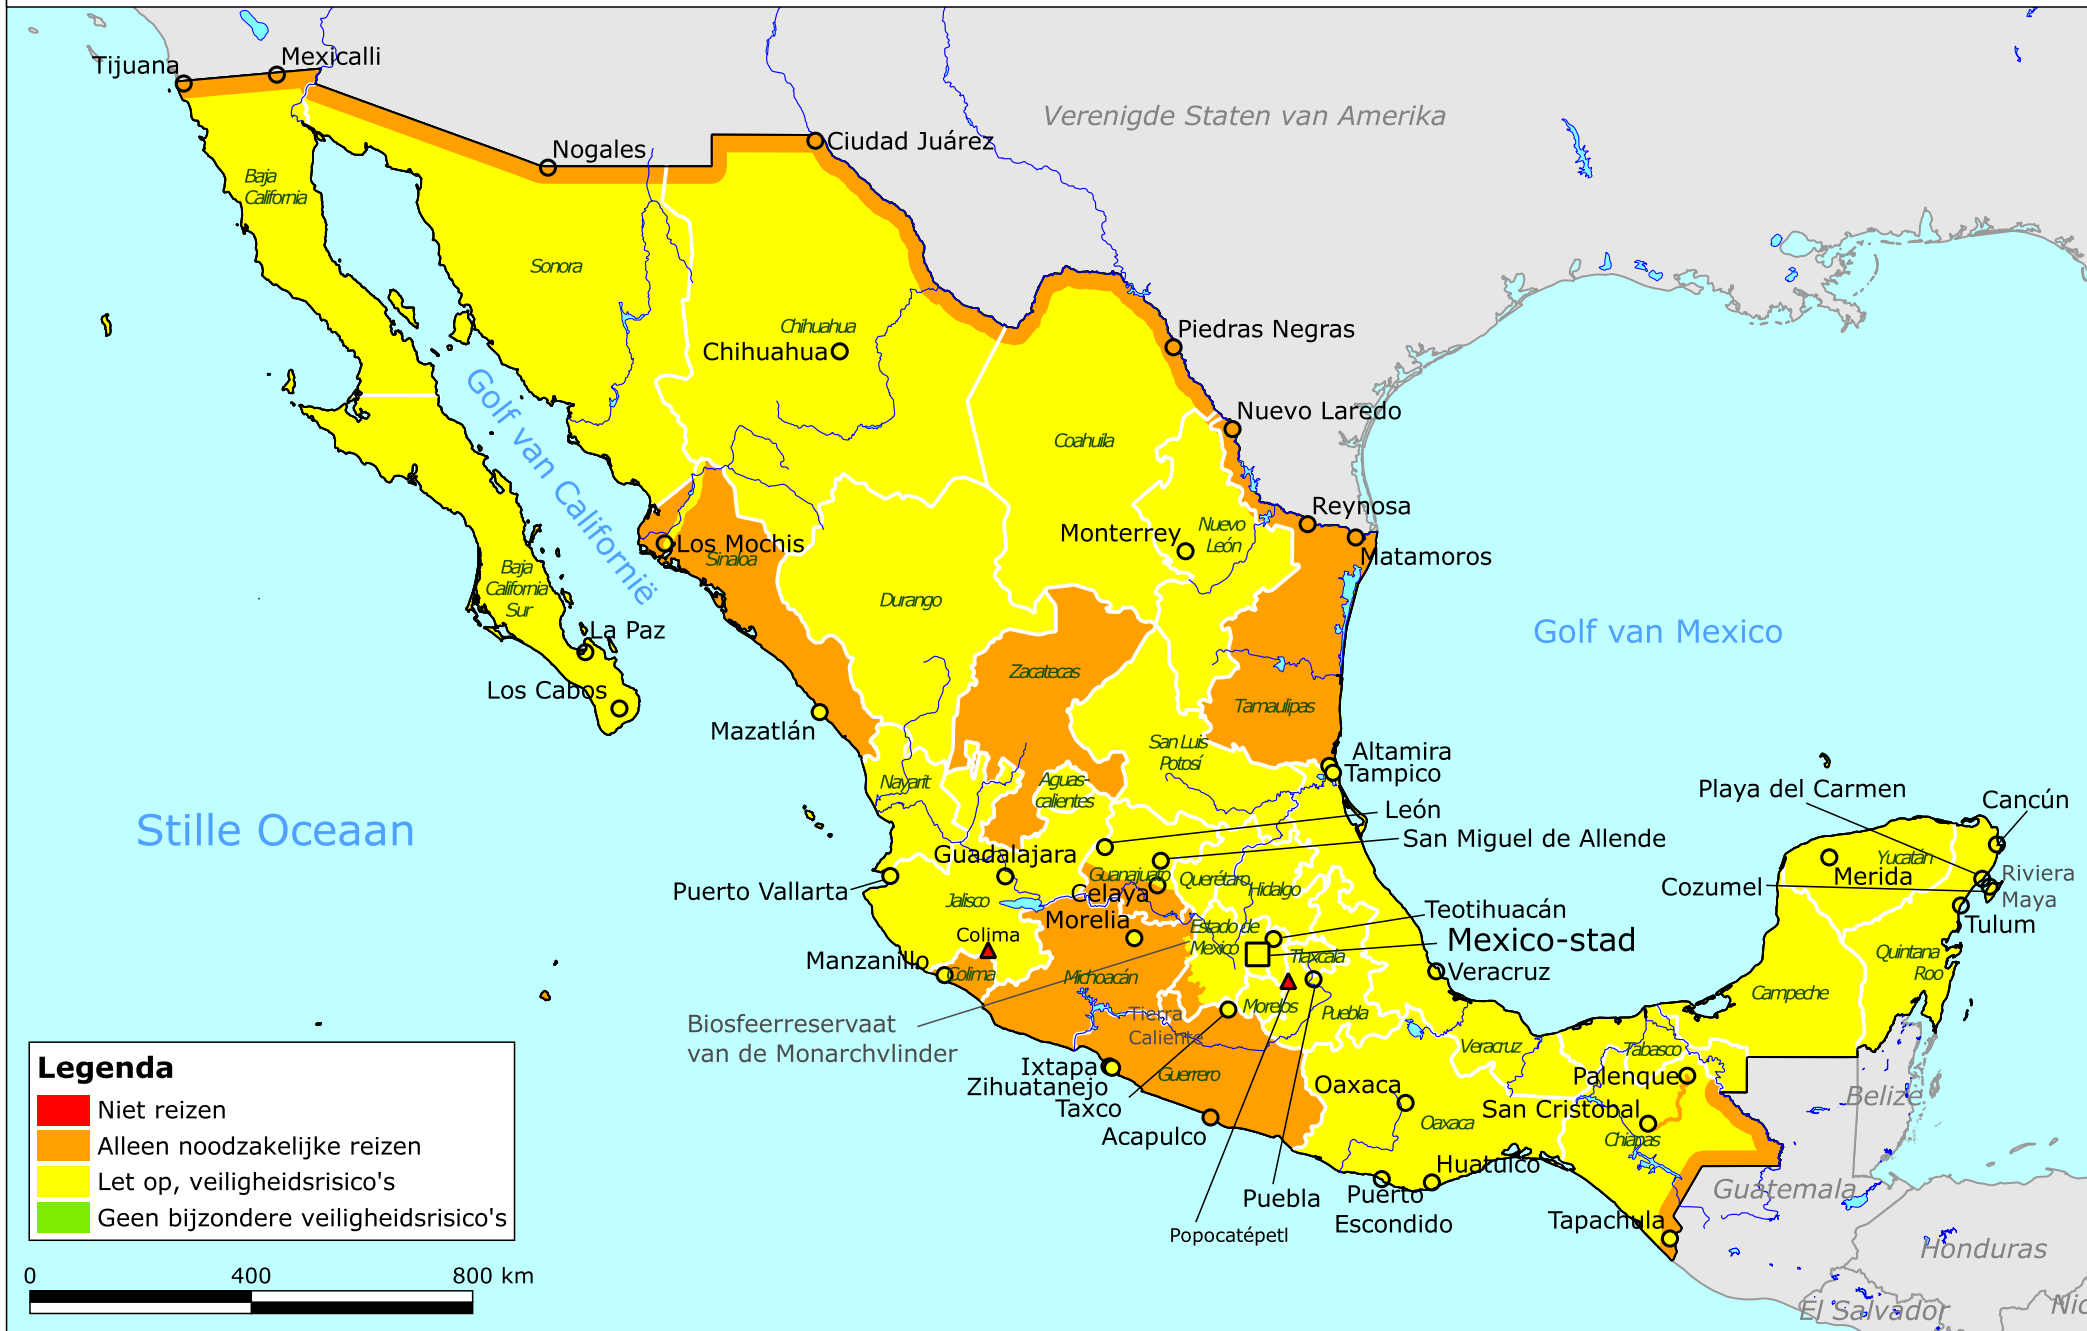 Tijuana
Mexicalli
Verenigde Staten van Amerika
Nogales
Ciudad Juárez
Baja
California
Sonora
Chihuahua
Chihuahua
Piedras Negras
Golf van Californië
Nuevo Laredo
Coahuila
Reynosa
Nuevo
León
Monterrey
Matamoros
Los Mochis
Sinaloa
Baja
California
Sur
Durango
La Paz
Golf van Mexico
Zacatecas
Los Cabos
Tamaulipas
Mazatlán
San Luis
Potosí
Altamira
Tampico
Nayarit
Aguas-
calientes
Playa del Carmen
Cancún
León
Stille Oceaan
San Miguel de Allende
Guadalajara
Yucatán
Puerto Vallarta
Guanajuato
Querétaro
Hidalgo
Merida
Riviera
Maya
Cozumel
Celaya
Jalisco
Teotihuacán
Morelia
Tulum
Colima
Estado de
Mexico
Mexico-stad
Tlaxcala
Quintana
Roo
Manzanillo
Colima
Michoacán
Veracruz
Campeche
Morelos
Puebla
Tierra
Caliente
Biosfeerreservaat
van de Monarchvlinder
Veracruz
Tabasco
Ixtapa
Zihuatanejo
Guerrero
Palenque
Oaxaca
Belize
Taxco
San Cristobal
Acapulco
Oaxaca
Chiapas
Huatulco
Puerto
Escondido
Puebla
Guatemala
Popocatépetl
Tapachula
Honduras
El Salvador
Nic
Legenda
Niet reizen
Alleen noodzakelijke reizen
Let op, veiligheidsrisico's
Geen bijzondere veiligheidsrisico's
0 400 800 km